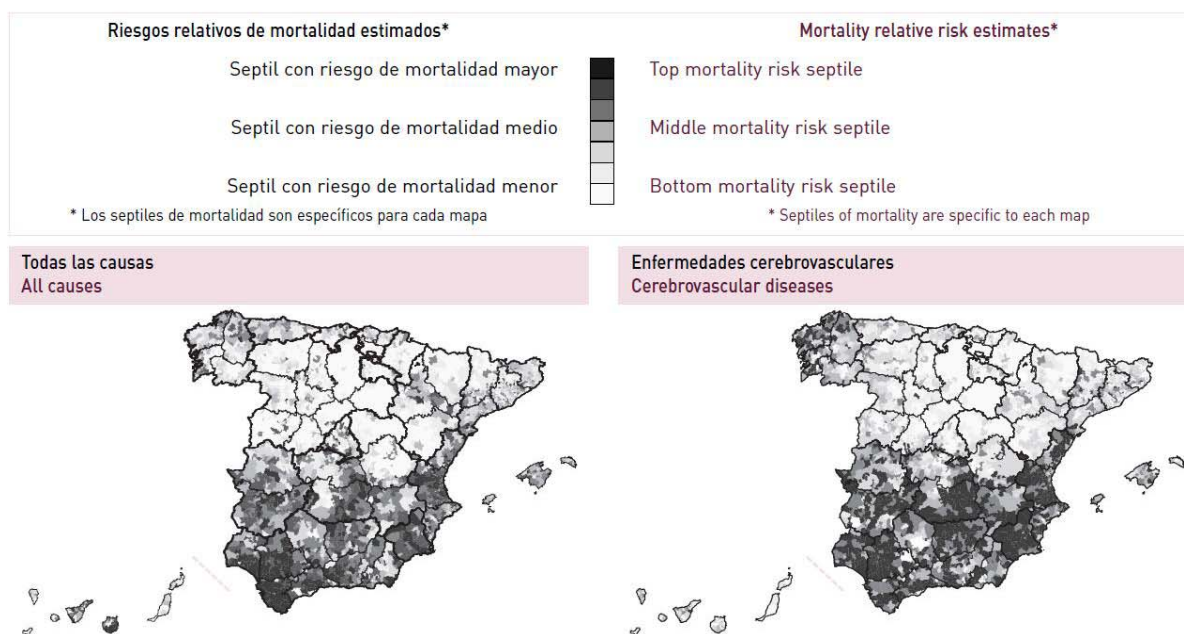 Riesgos relativos de mortalidad estimados*
Mortality relative risk estimates*
Septil con riesgo de mortalidad mayor
Top mortality risk septile
Septil con riesgo de mortalidad medio
Middle mortality risk septile
Septil con riesgo de mortalidad menor
Bottom mortality risk septile
* Los septiles de mortalidad son específicos para cada mapa
* Septiles of mortality are specific to each map
Todas las causas
All causes
Enfermedades cerebrovasculares
Cerebrovascular diseases